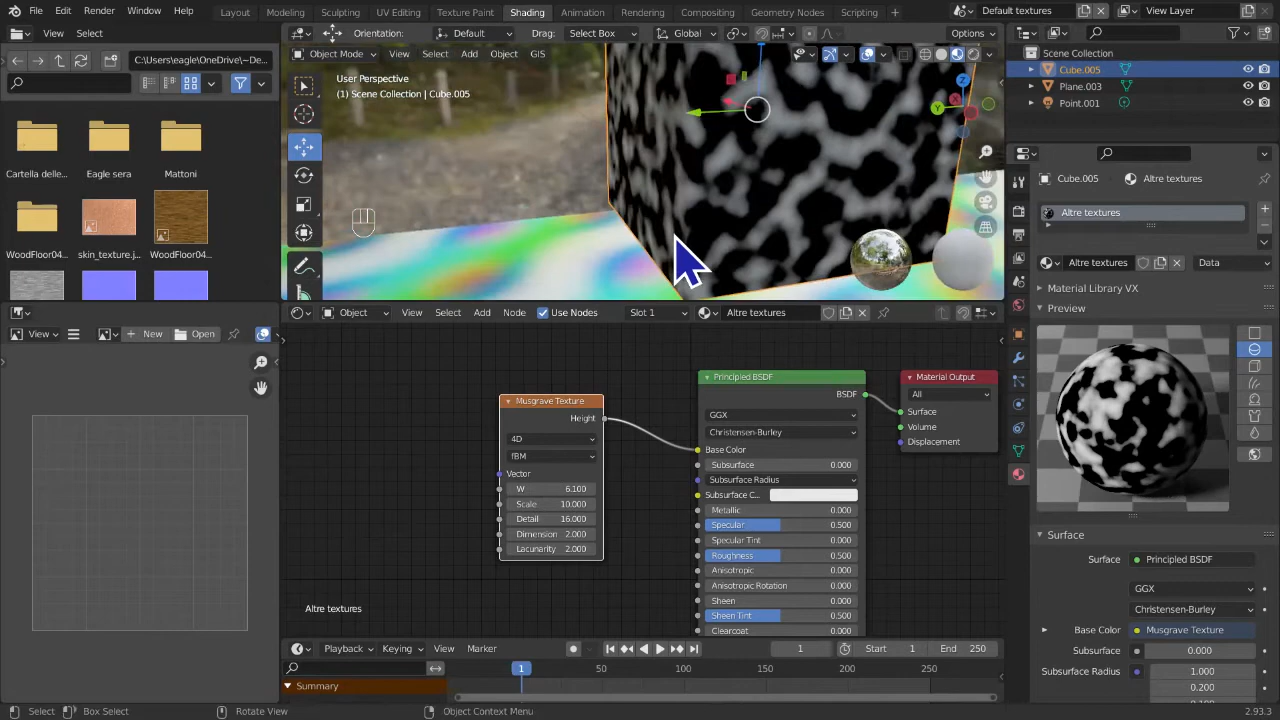 File Edit Render Window Help Layout Modeling Sculpting UV Editing Texture Paint Shading Animation Rendering Compositing Geometry Nodes Scripting + Default textures View Layer
View Select
C:\Users\eagle\OneDrive\~De...
Cartella delle...
Eagle sera
Mattoni
WoodFloor04...
skin_texture.j...
WoodFloor04...
View New Open
Orientation: Default Drag: Select Box Global Options
Object Mode View Select Add Object GIS
User Perspective
(1) Scene Collection | Cube.005
Z
Y
X
Object View Select Add Node Use Nodes Slot 1 Altre textures
Musgrave Texture
Height
4D
fBM
Vector
W 6.100
Scale 10.000
Detail 16.000
Dimension 2.000
Lacunarity 2.000
Altre textures
Principled BSDF
BSDF
GGX
Christensen-Burley
Base Color
Subsurface 0.000
Subsurface Radius
Subsurface C...
Metallic 0.000
Specular 0.500
Specular Tint 0.000
Roughness 0.500
Anisotropic 0.000
Anisotropic Rotation 0.000
Sheen 0.000
Sheen Tint 0.500
Clearcoat 0.000
Material Output
All
Surface
Volume
Displacement
Playback Keying View Marker 1 Start 1 End 250
1 50 100 150 200 250
Summary
Scene Collection
Cube.005
Plane.003
Point.001
Cube.005 Altre textures
Altre textures
Altre textures Data
Material Library VX
Preview
Surface
Surface Principled BSDF
GGX
Christensen-Burley
Base Color Musgrave Texture
Subsurface 0.000
Subsurface Radius 1.000
0.200
Select Box Select Rotate View Object Context Menu 2.93.3